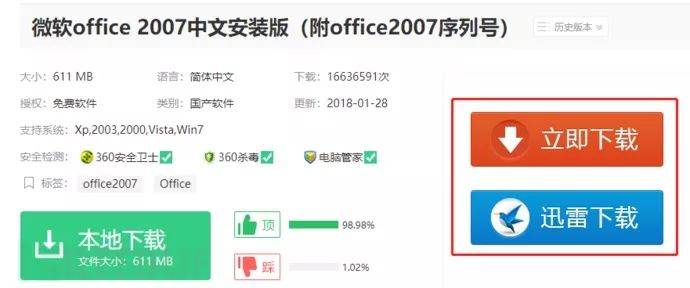 微软office 2007中文安装版（附office2007序列号）
历史版本
大小：611 MB 语言：简体中文 下载：16636591次
授权：免费软件 类别：国产软件 更新：2018-01-28
支持系统：Xp,2003,2000,Vista,Win7
安全检测：360安全卫士 360杀毒 电脑管家
标签：office2007 Office
本地下载
文件大小：611 MB
顶 98.98%
踩 1.02%
立即下载
迅雷下载